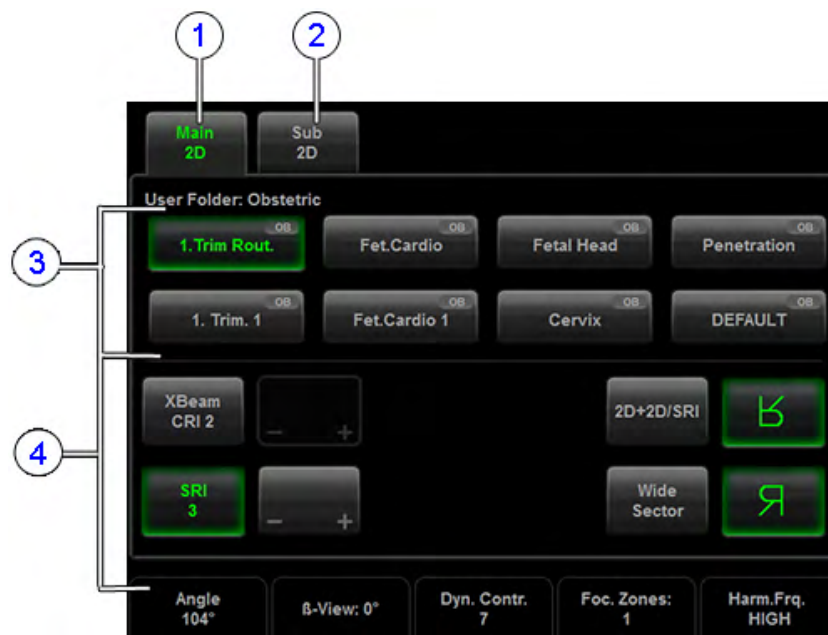 1
2
Main
2D
Sub
2D
User Folder: Obstetric
OB OB OB OB
1.Trim Rout. Fet.Cardio Fetal Head Penetration
3
OB OB OB OB
1. Trim. 1 Fet.Cardio 1 Cervix DEFAULT
XBeam
CRI 2
- +
2D+2D/SRI
R
4
SRI
3
- +
Wide
Sector
Я
Angle
104°
ß-View: 0°
Dyn. Contr.
7
Foc. Zones:
1
Harm.Frq.
HIGH